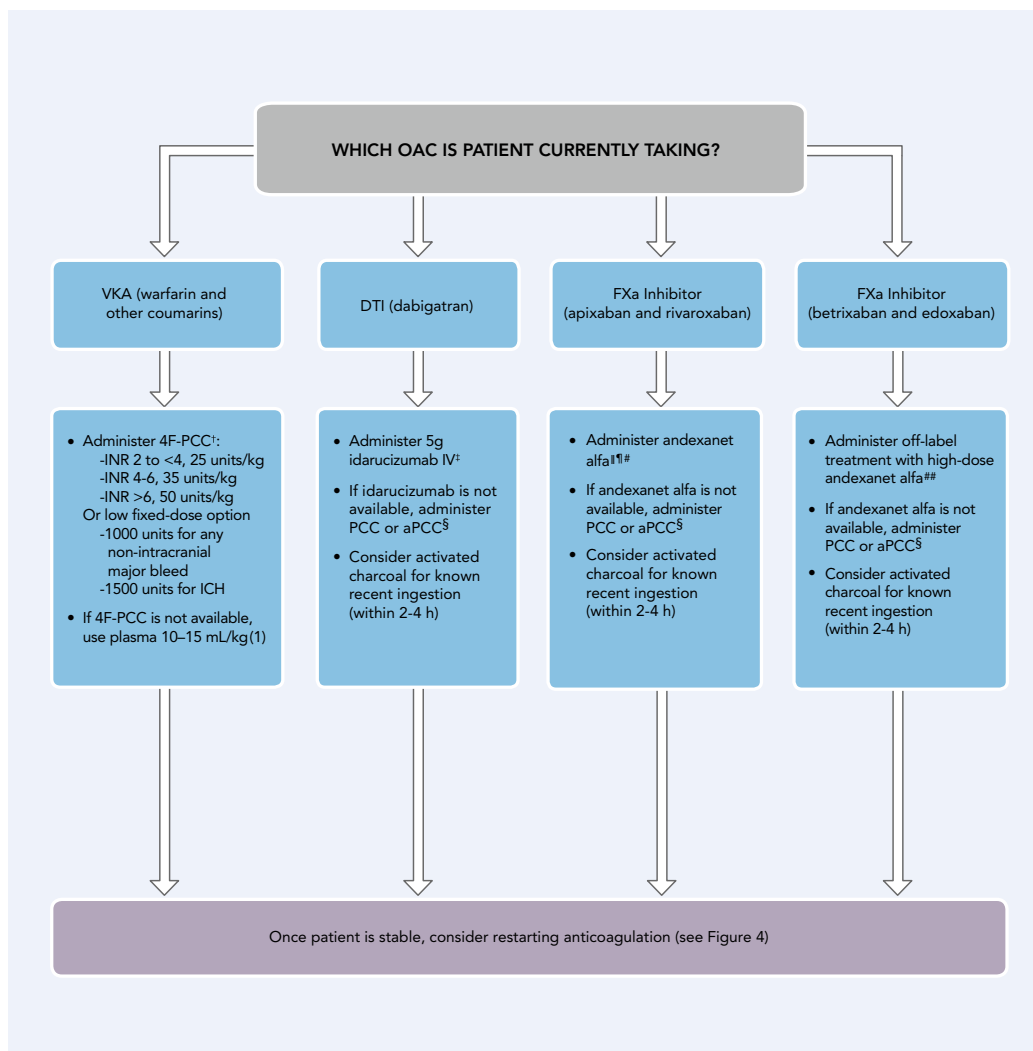 WHICH OAC IS PATIENT CURRENTLY TAKING?
VKA (warfarin and
other coumarins)
DTI (dabigatran)
FXa Inhibitor
(apixaban and rivaroxaban)
FXa Inhibitor
(betrixaban and edoxaban)
• Administer 4F-PCC†:
-INR 2 to <4, 25 units/kg
-INR 4-6, 35 units/kg
-INR >6, 50 units/kg
Or low fixed-dose option
-1000 units for any
non-intracranial
major bleed
-1500 units for ICH
• If 4F-PCC is not available,
use plasma 10–15 mL/kg(1)
• Administer 5g
idarucizumab IV‡
• If idarucizumab is not
available, administer
PCC or aPCC§
• Consider activated
charcoal for known
recent ingestion
(within 2-4 h)
• Administer andexanet
alfa‖¶#
• If andexanet alfa is not
available, administer
PCC or aPCC§
• Consider activated
charcoal for known
recent ingestion
(within 2-4 h)
• Administer off-label
treatment with high-dose
andexanet alfa##
• If andexanet alfa is not
available, administer
PCC or aPCC§
• Consider activated
charcoal for known
recent ingestion
(within 2-4 h)
Once patient is stable, consider restarting anticoagulation (see Figure 4)